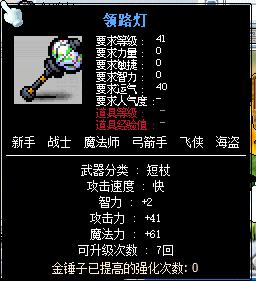 领路灯
要求等级： 41
要求力量： 0
要求敏捷： 0
要求智力： 0
要求运气： 40
要求人气度： -
道具等级： -
道具经验值： -
新手 战士 魔法师 弓箭手 飞侠 海盗
武器分类 : 短杖
攻击速度 : 快
智力 : +2
攻击力 : +41
魔法力 : +61
可升级次数 : 7回
金锤子已提高的强化次数: 0